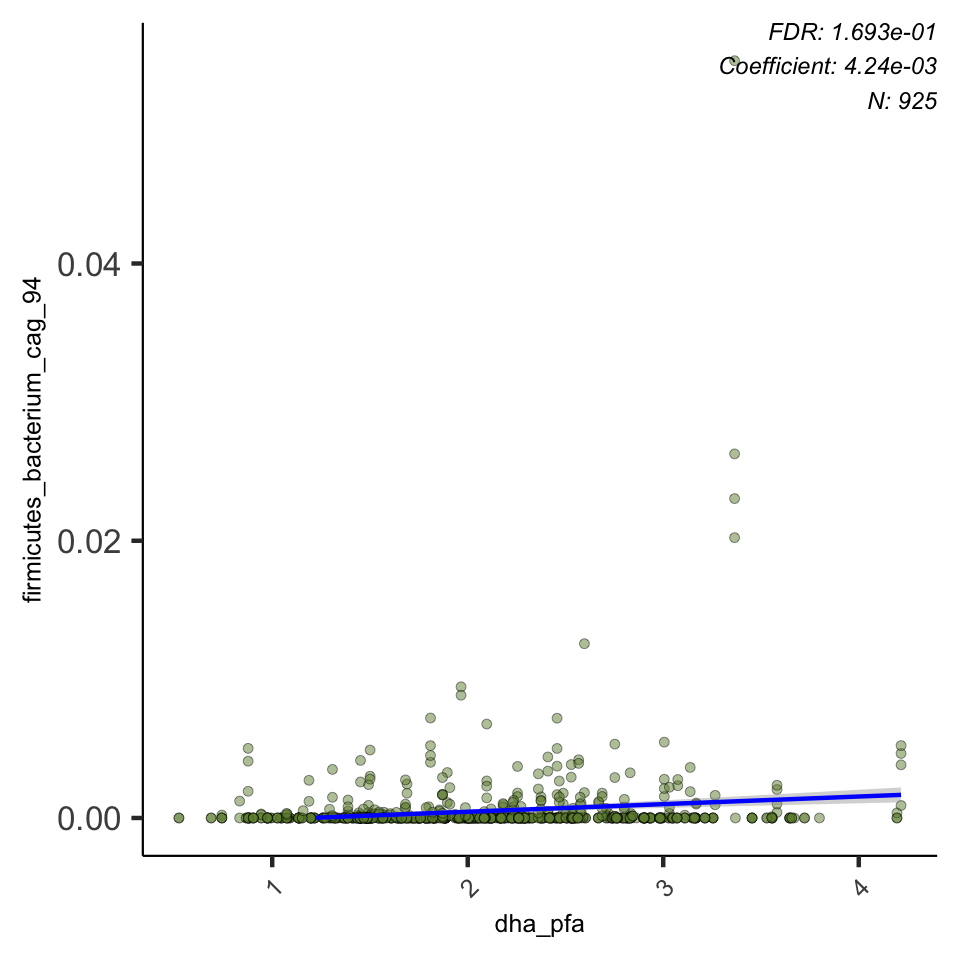 FDR: 1.693e-01
Coefficient: 4.24e-03
N: 925
firmicutes_bacterium_cag_94
0.04
0.02
0.00
1 2 3 4
dha_pfa